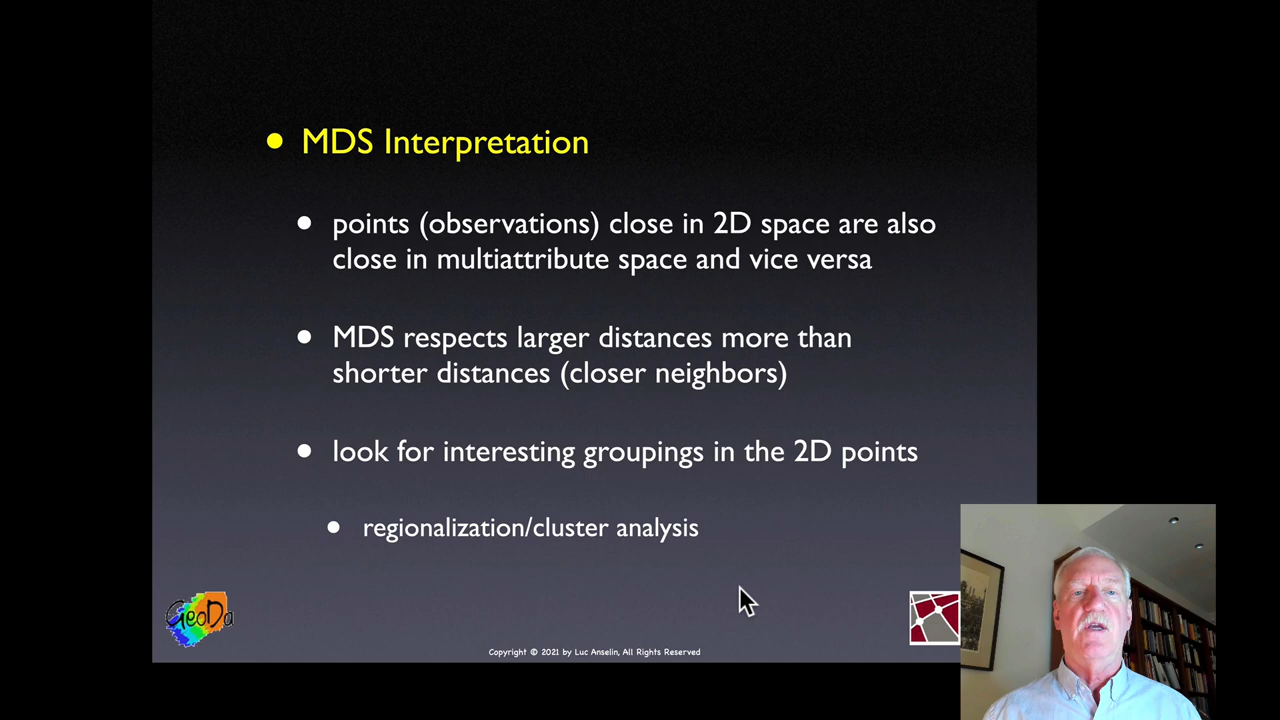 • MDS Interpretation
• points (observations) close in 2D space are also
close in multiattribute space and vice versa
• MDS respects larger distances more than
shorter distances (closer neighbors)
• look for interesting groupings in the 2D points
• regionalization/cluster analysis
GeoDa
Copyright © 2021 by Luc Anselin, All Rights Reserved